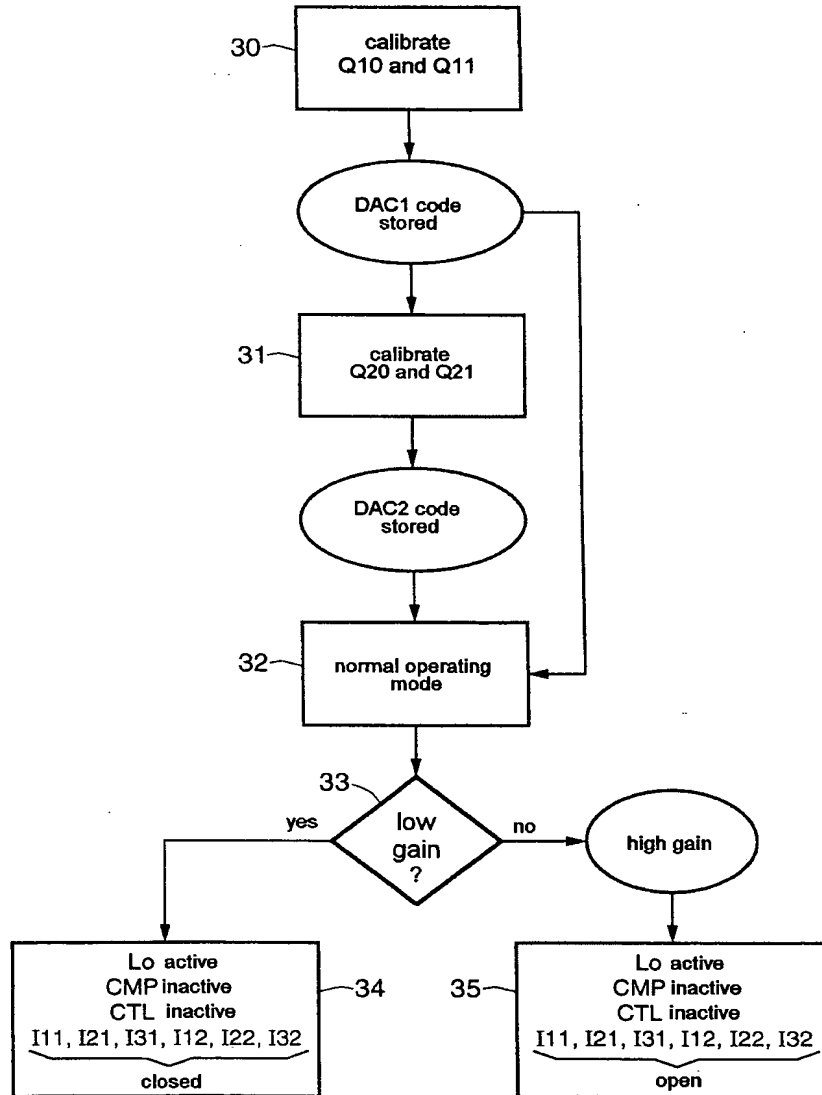 30
calibrate
Q10 and Q11
DAC1 code
stored
31
calibrate
Q20 and Q21
DAC2 code
stored
32
normal operating
mode
33
yes
low
gain
?
no
high gain
Lo active
CMP inactive
CTL inactive
I11, I21, I31, I12, I22, I32
closed
34
35
Lo active
CMP inactive
CTL inactive
I11, I21, I31, I12, I22, I32
open